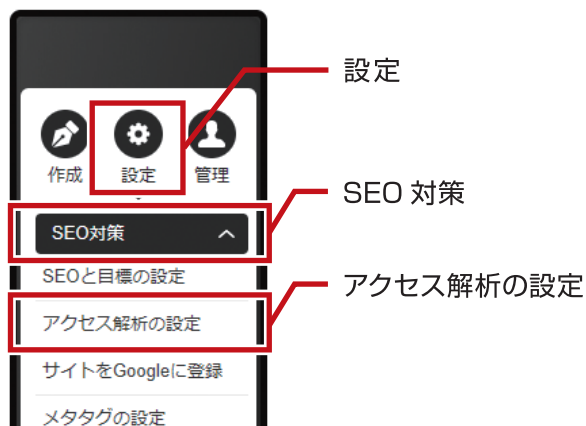 設定
作成
設定
管理
SEO 対策
SEO対策
SEOと目標の設定
アクセス解析の設定
アクセス解析の設定
サイトをGoogleに登録
メタタグの設定